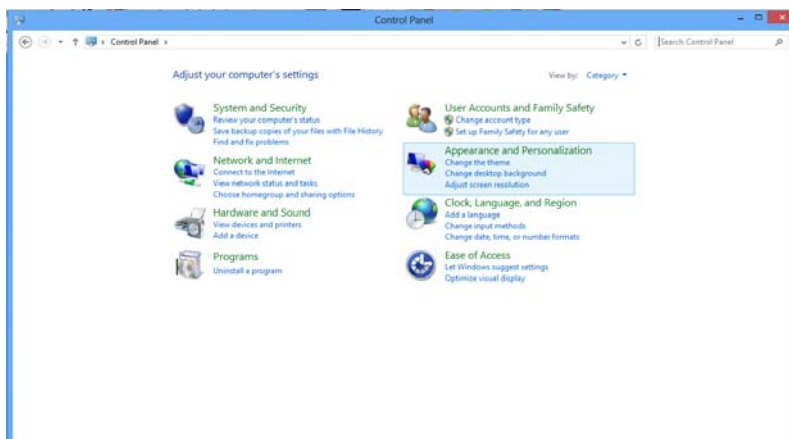 Control Panel
Control Panel
Search Control Panel
Adjust your computer's settings
View by: Category
System and Security
Review your computer's status
Save backup copies of your files with File History
Find and fix problems
Network and Internet
Connect to the Internet
View network status and tasks
Choose homegroup and sharing options
Hardware and Sound
View devices and printers
Add a device
Programs
Uninstall a program
User Accounts and Family Safety
Change account type
Set up Family Safety for any user
Appearance and Personalization
Change the theme
Change desktop background
Adjust screen resolution
Clock, Language, and Region
Add a language
Change input methods
Change date, time, or number formats
Ease of Access
Let Windows suggest settings
Optimize visual display